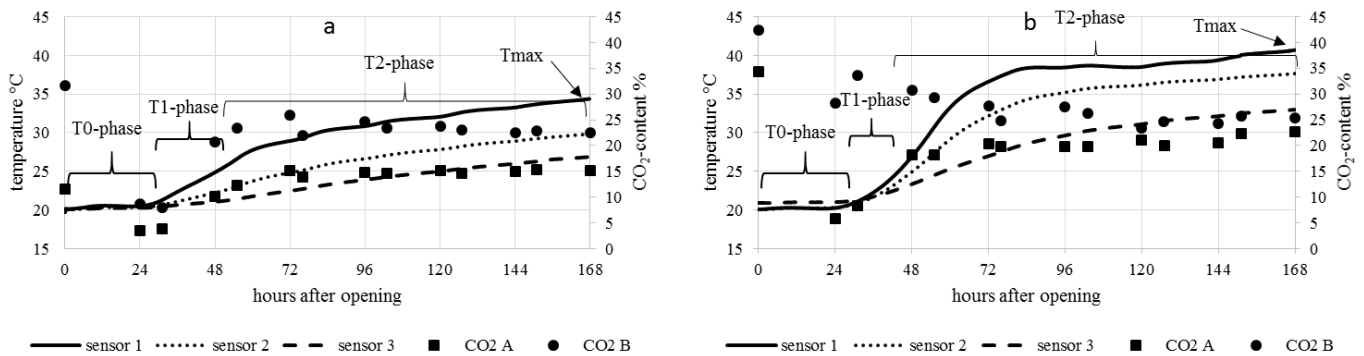 a
45
40
35
30
25
20
15
temperature °C
45
40
35
30
25
20
15
10
5
0
CO2-content %
T0-phase
T1-phase
T2-phase
Tmax
0 24 48 72 96 120 144 168
hours after opening
sensor 1 sensor 2 sensor 3 CO2 A CO2 B
b
45
40
35
30
25
20
15
temperature °C
45
40
35
30
25
20
15
10
5
0
CO2-content %
T0-phase
T1-phase
T2-phase
Tmax
0 24 48 72 96 120 144 168
hours after opening
sensor 1 sensor 2 sensor 3 CO2 A CO2 B